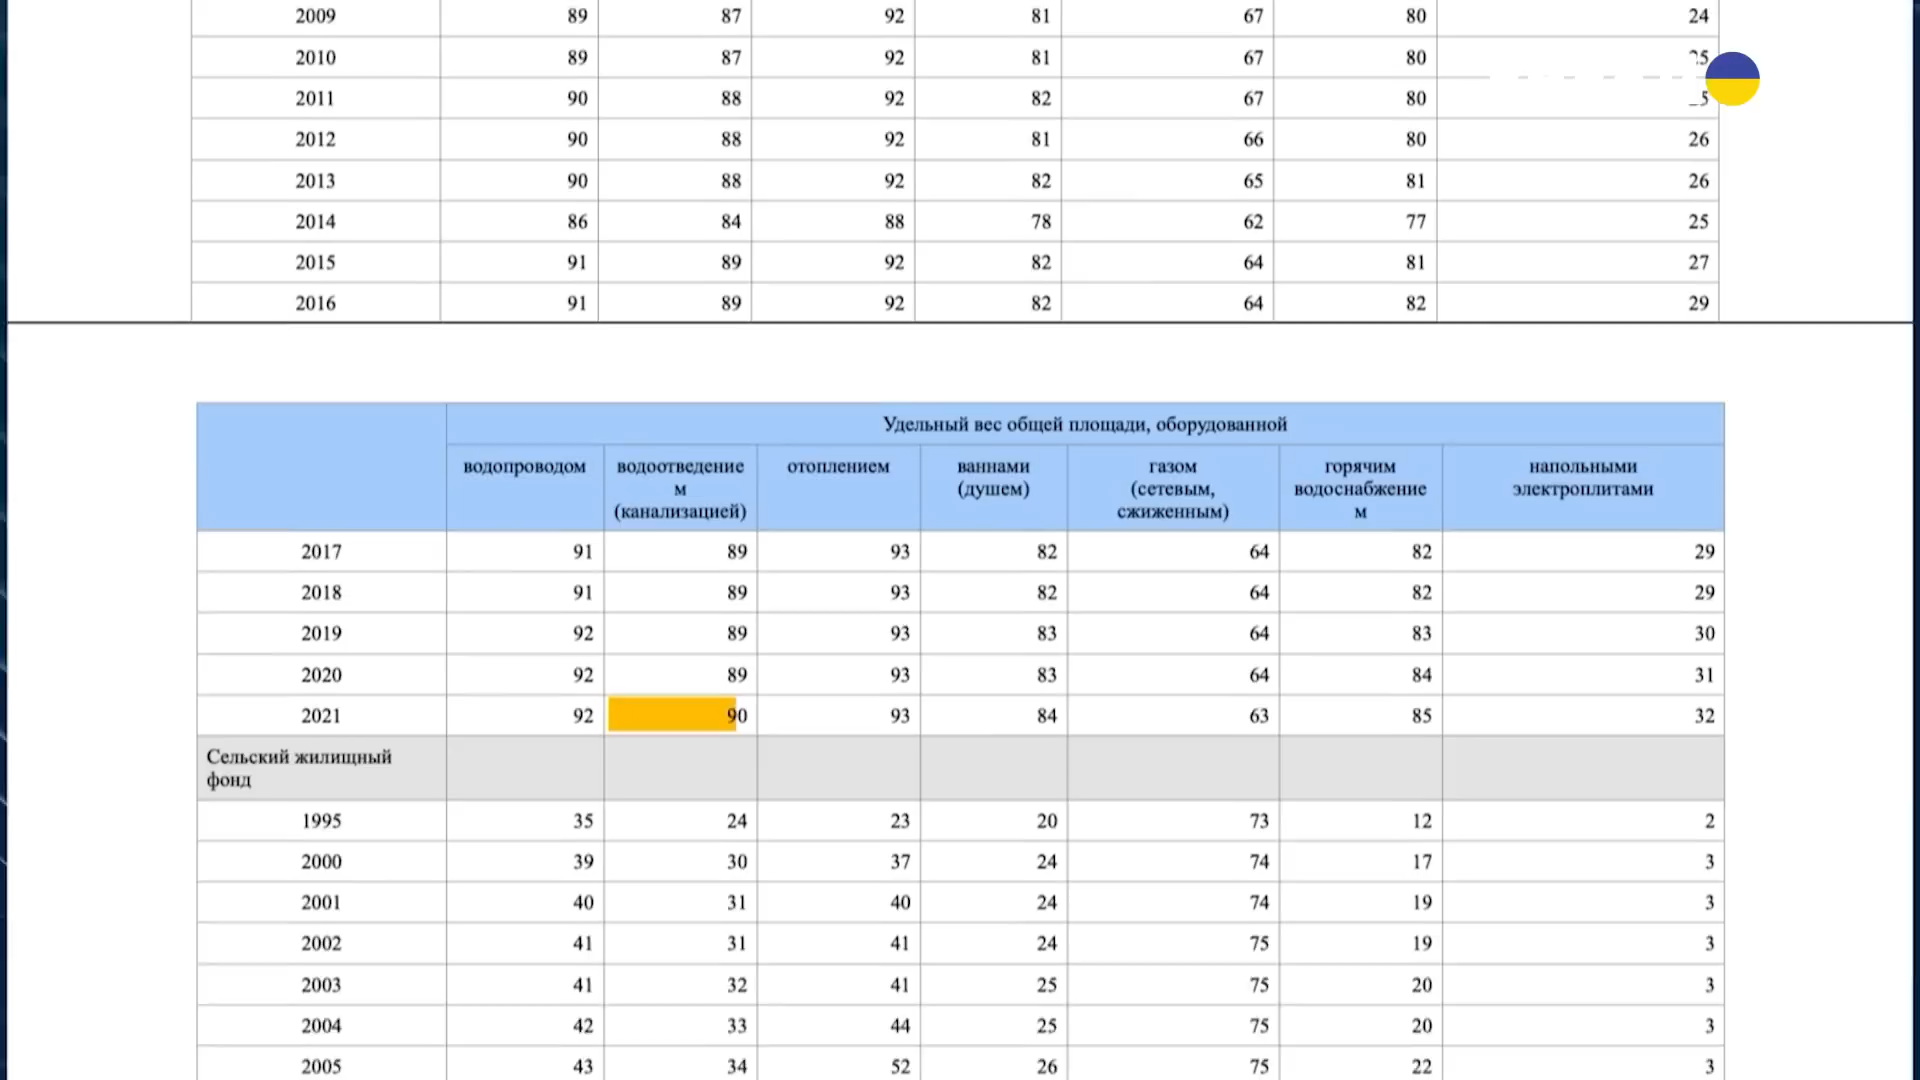 2009 89 87 92 81 67 80 24
2010 89 87 92 81 67 80
2011 90 88 92 82 67 80
2012 90 88 92 81 66 80 26
2013 90 88 92 82 65 81 26
2014 86 84 88 78 62 77 25
2015 91 89 92 82 64 81 27
2016 91 89 92 82 64 82 29
Удельный вес общей площади, оборудованной
водопроводом водоотведение отоплением ваннами газом горячим напольными
м (душем) (сетевым, водоснабжение электроплитами
(канализацией) сжиженным) м
2017 91 89 93 82 64 82 29
2018 91 89 93 82 64 82 29
2019 92 89 93 83 64 83 30
2020 92 89 93 83 64 84 31
2021 92 90 93 84 63 85 32
Сельский жилищный
фонд
1995 35 24 23 20 73 12 2
2000 39 30 37 24 74 17 3
2001 40 31 40 24 74 19 3
2002 41 31 41 24 75 19 3
2003 41 32 41 25 75 20 3
2004 42 33 44 25 75 20 3
2005 43 34 52 26 75 22 3